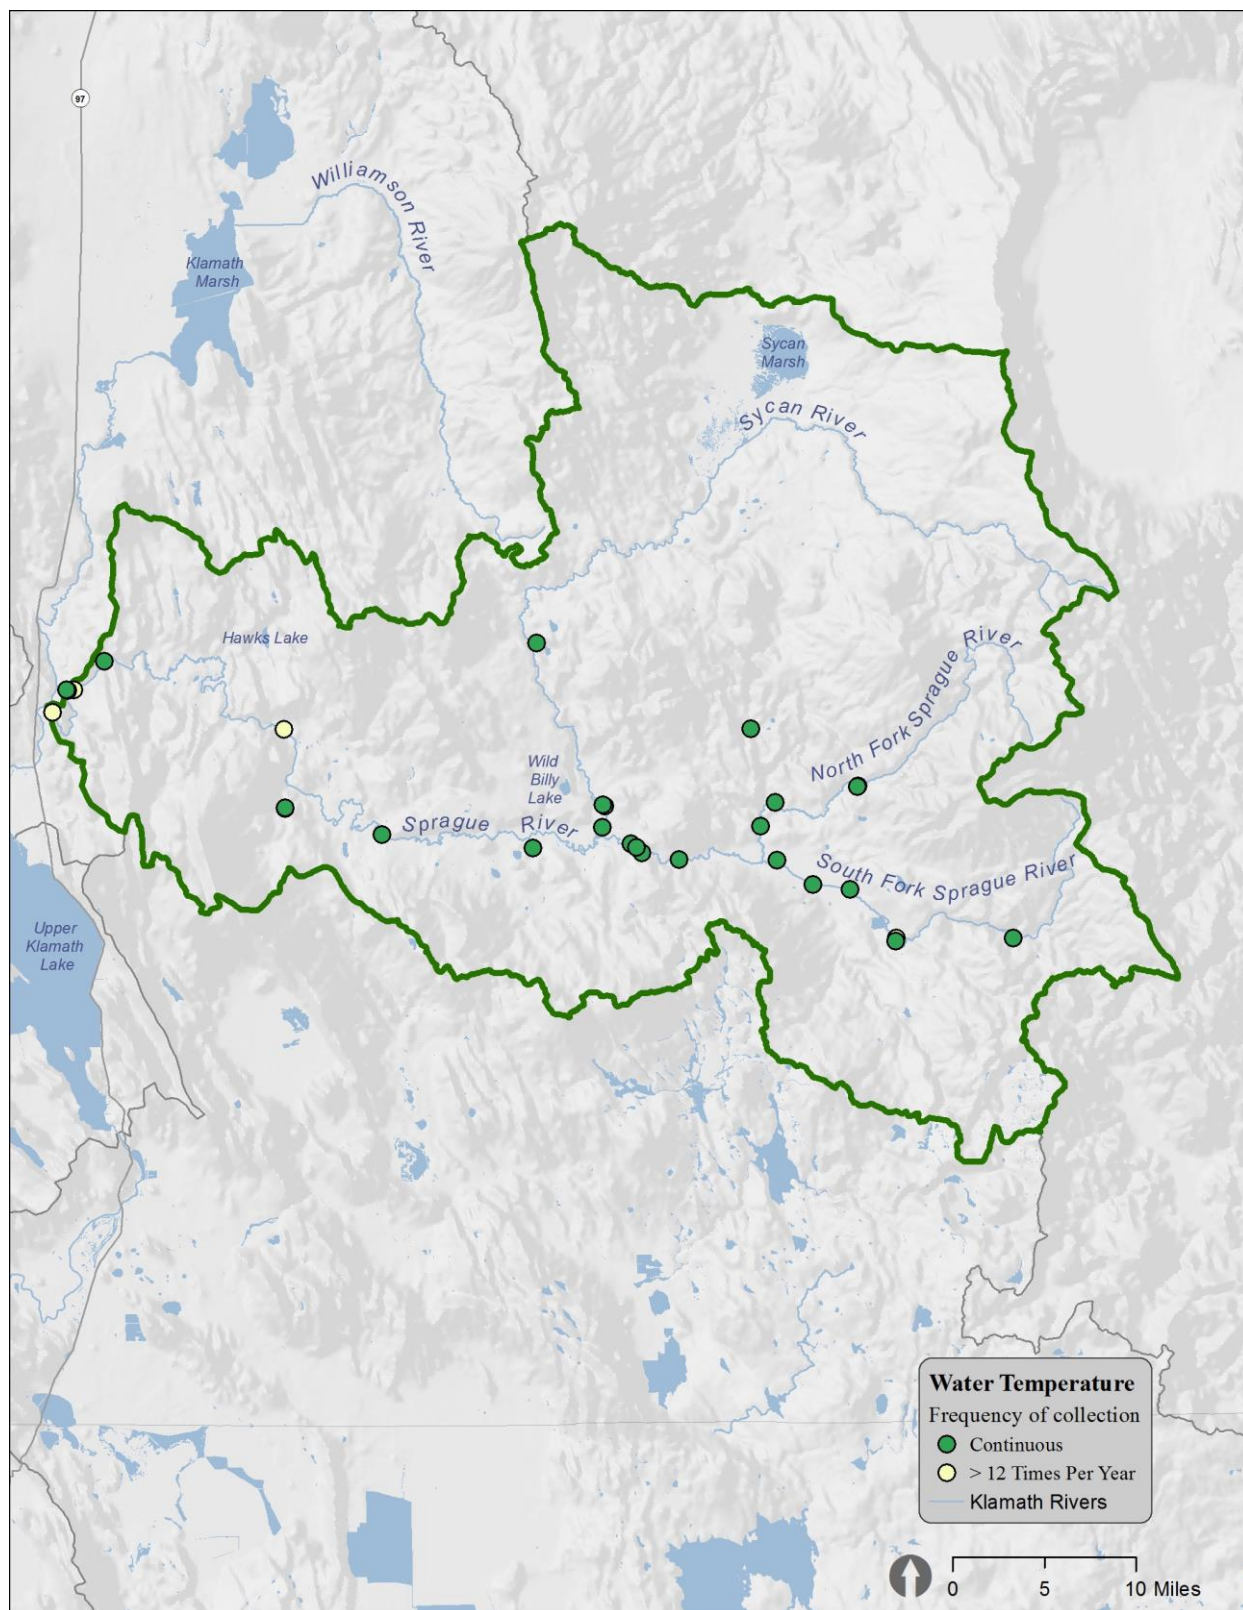 97
Williamson River
Klamath
Marsh
Sycan
Marsh
Sycan River
Hawks Lake
North Fork Sprague River
Wild
Billy
Lake
Sprague River
South Fork Sprague River
Upper
Klamath
Lake
Water Temperature
Frequency of collection
Continuous
> 12 Times Per Year
Klamath Rivers
0 5 10 Miles